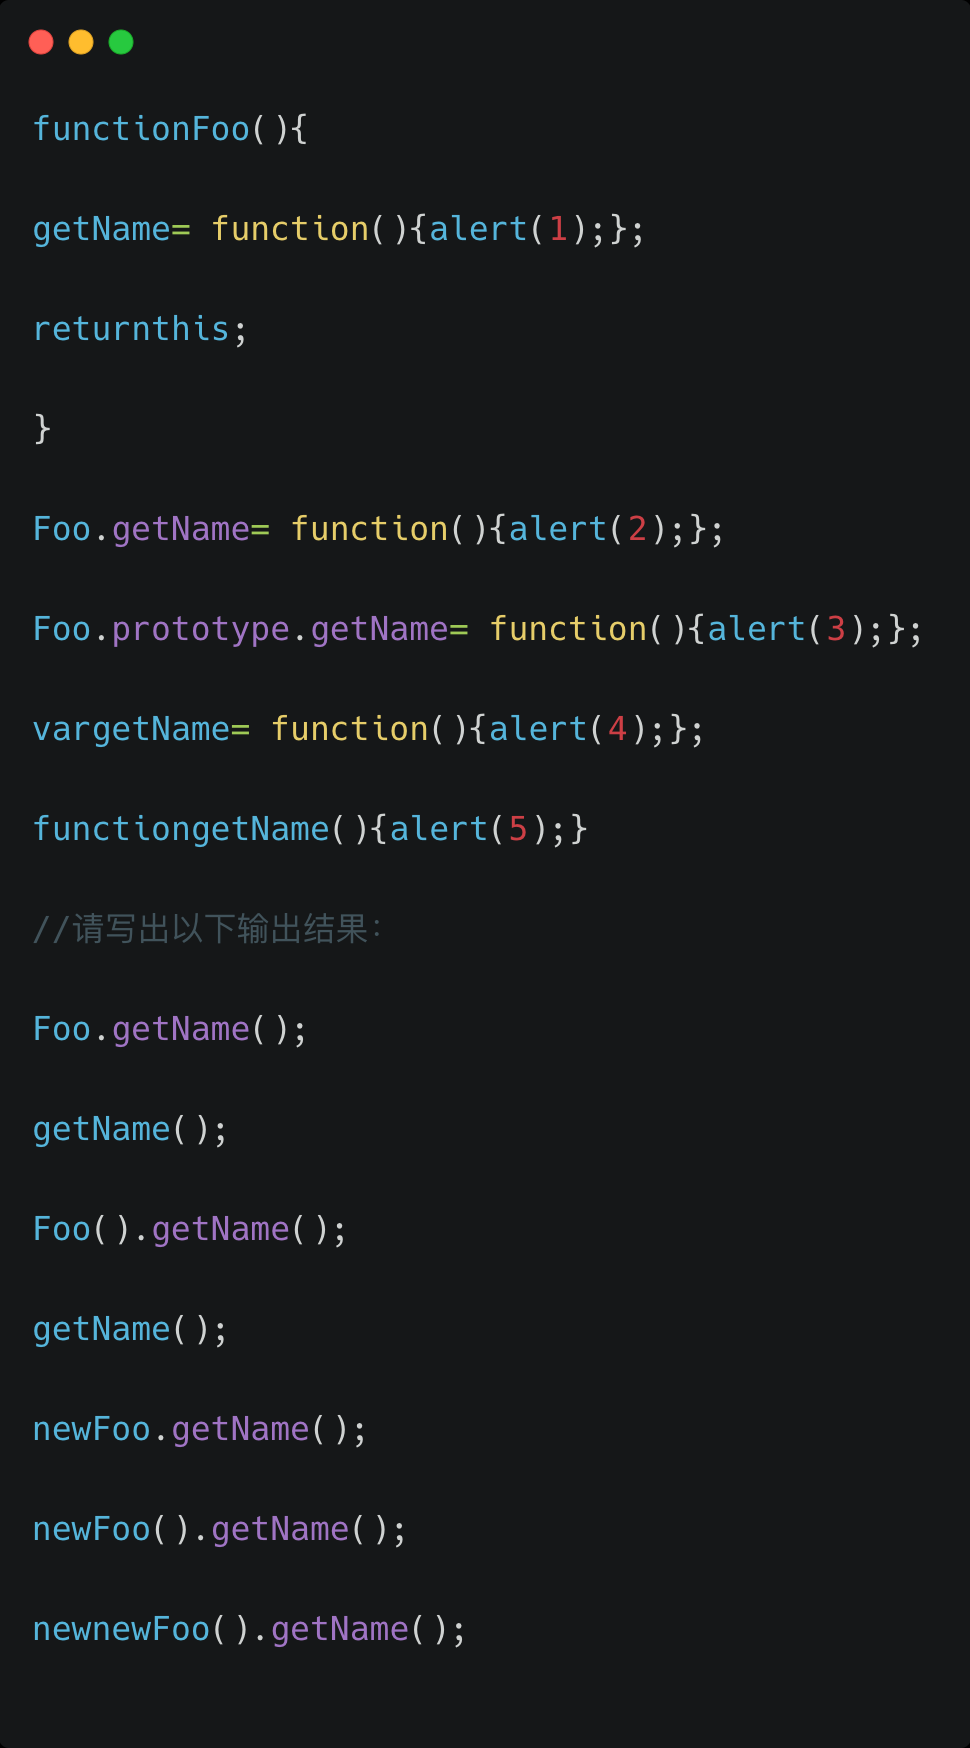 functionFoo(){
getName= function(){alert(1);};
returnthis;
}
Foo.getName= function(){alert(2);};
Foo.prototype.getName= function(){alert(3);};
vargetName= function(){alert(4);};
functiongetName(){alert(5);}
//请写出以下输出结果：
Foo.getName();
getName();
Foo().getName();
getName();
newFoo.getName();
newFoo().getName();
newnewFoo().getName();